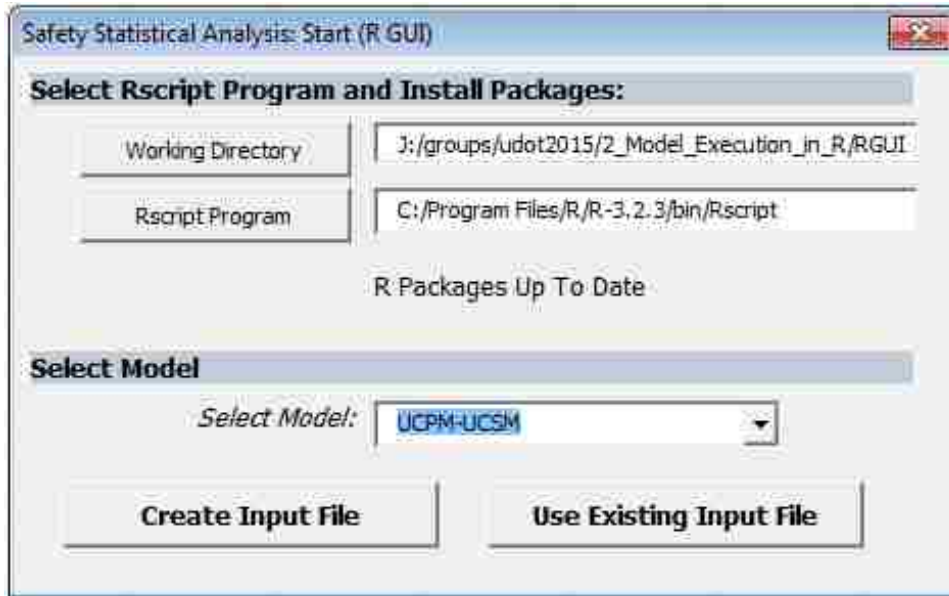 Safety Statistical Analysis: Start (R GUI)
Select Rscript Program and Install Packages:
Working Directory
J:/groups/udot2015/2_Model_Execution_in_R/RGUI
Rscript Program
C:/Program Files/R/R-3.2.3/bin/Rscript
R Packages Up To Date
Select Model
Select Model:
UCPM-UCSM
Create Input File
Use Existing Input File